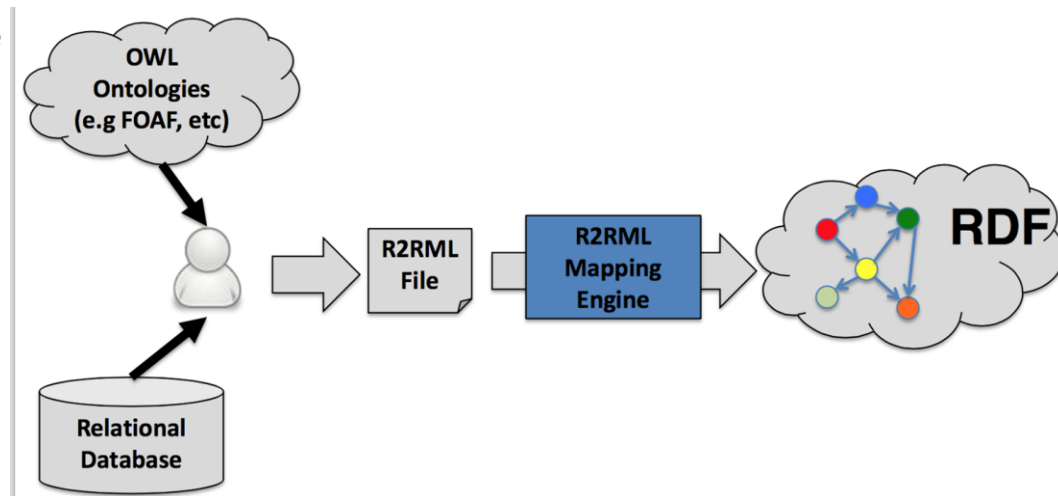 OWL
Ontologies
(e.g FOAF, etc)
R2RML
File
R2RML
Mapping
Engine
RDF
Relational
Database